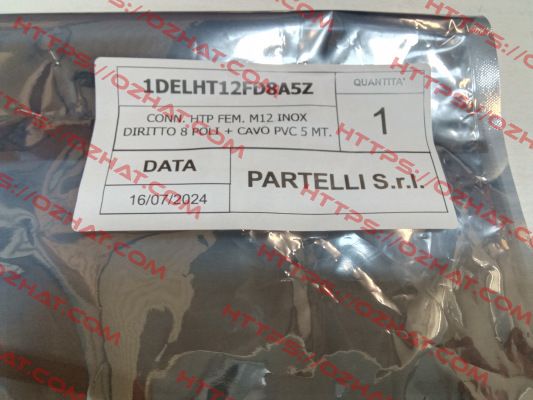 1DELHT12FD8A5Z
QUANTITA'
CONN. HTP FEM. M12 INOX
DIRITTO 8 POLI + CAVO PVC 5 MT.
1
DATA
16/07/2024
PARTELLI S.r.l.
HTTPS://OZHAT.COM